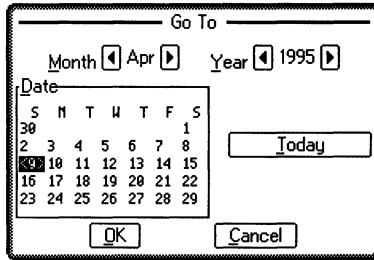 Go To
Month Apr Year 1995
Date
S M T W T F S
30 1
2 3 4 5 6 7 8
9 10 11 12 13 14 15
16 17 18 19 20 21 22
23 24 25 26 27 28 29
Today
OK Cancel